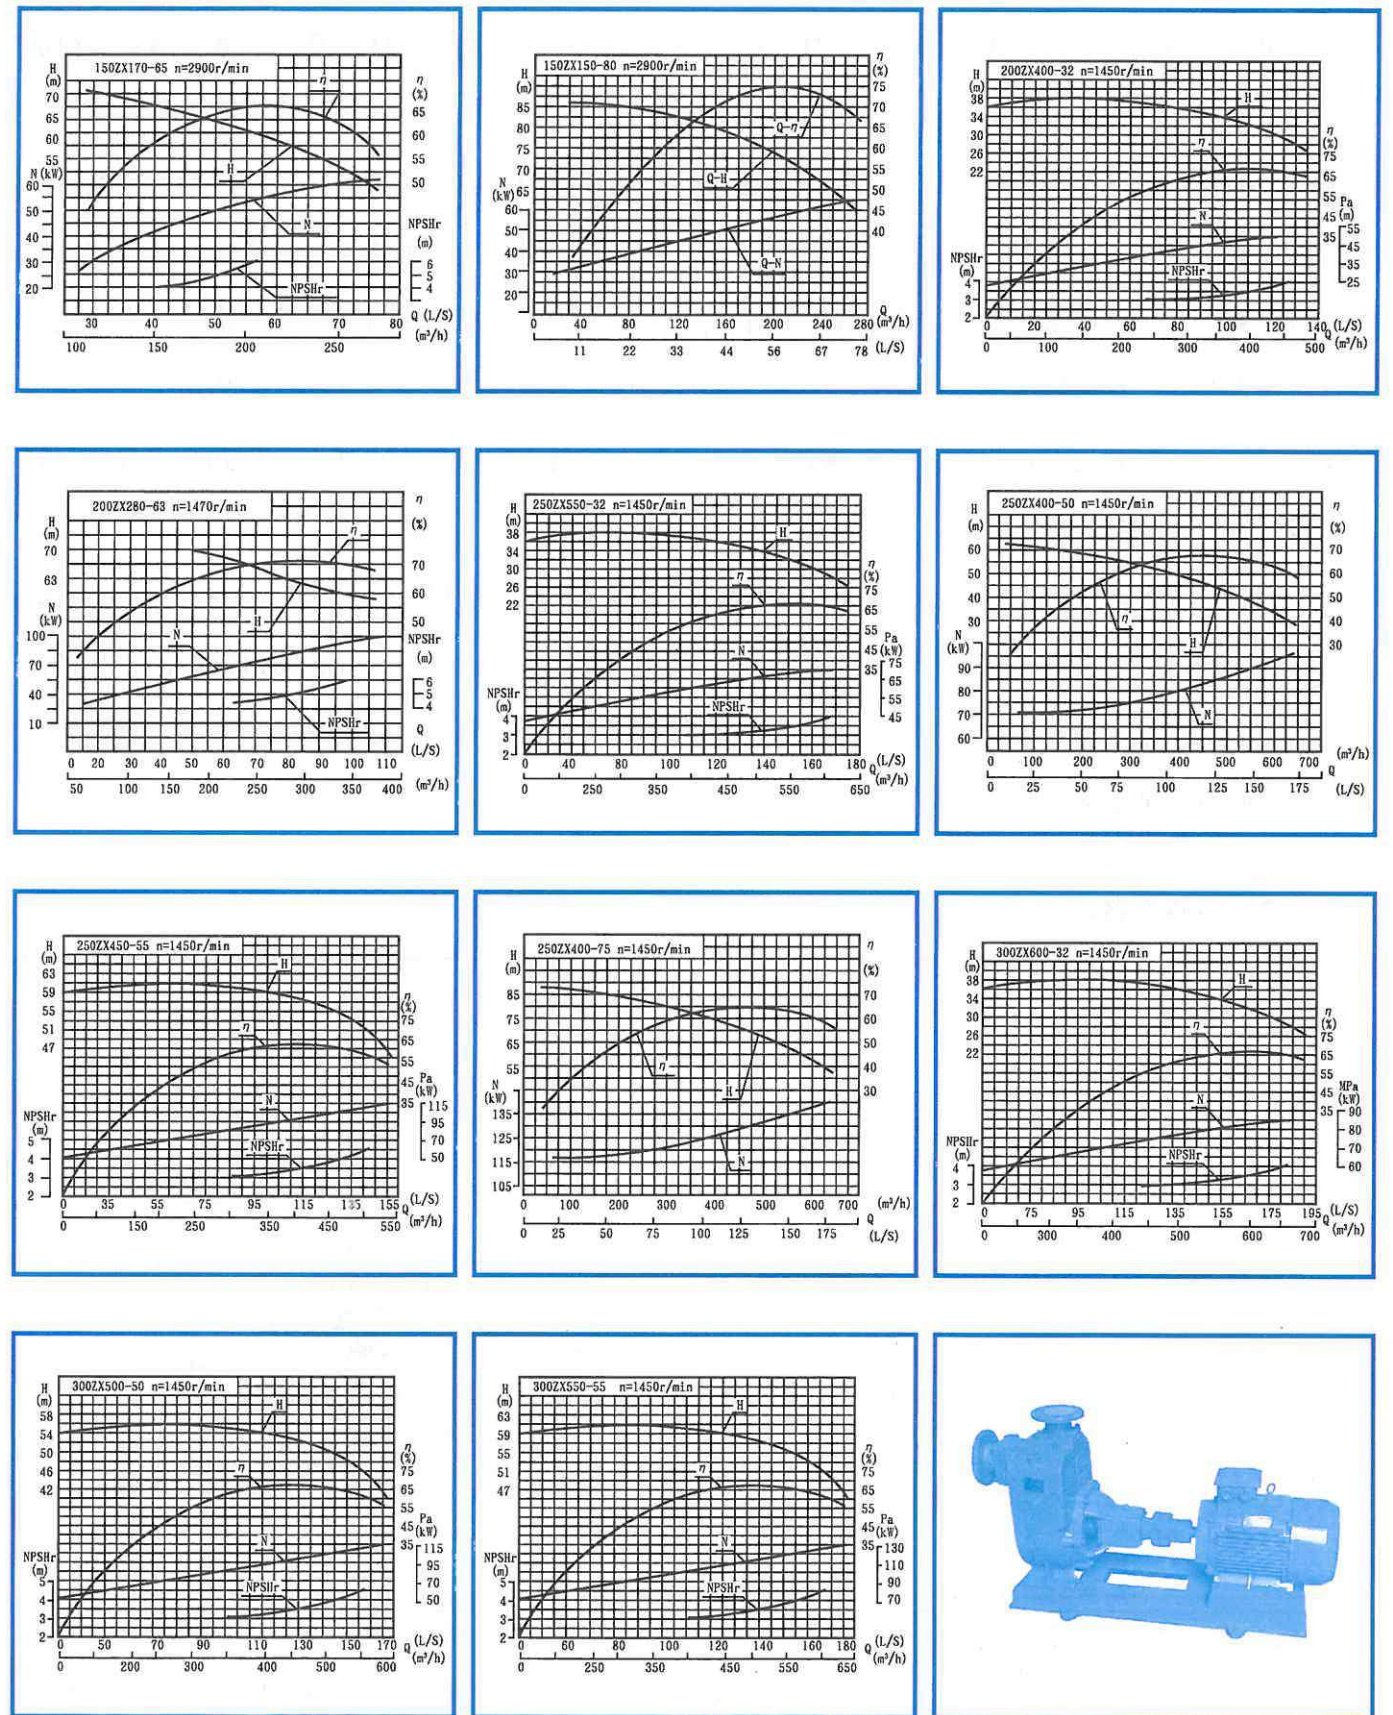 150ZX170-65 n=2900r/min
H
(m)
70
65
60
55
N (kW)
60
50
40
30
20
η
H
N
NPSHr
η
(%)
65
60
55
50
NPSHr
(m)
6
5
4
30 40 50 60 70 80 Q (L/S)
100 150 200 250 (m³/h)
150ZX150-80 n=2900r/min
H
(m)
85
80
75
70
N 65
(kW)
60
50
40
30
20
Q-η
Q-H
Q-N
η
(%)
75
70
65
60
55
50
45
40
Q
0 40 80 120 160 200 240 280 (m³/h)
11 22 33 44 56 67 78 (L/S)
200ZX400-32 n=1450r/min
H
(m)
38
34
30
26
22
NPSHr
(m)
4
3
2
H
η
N
NPSHr
η
(%)
75
65
55
45
35
Pa
(m)
55
45
35
25
0 20 40 60 80 100 120 140 (L/S)
Q
0 100 200 300 400 500 (m³/h)
200ZX280-63 n=1470r/min
H
(m)
70
63
N
(kW)
100
70
40
10
η
H
N
NPSHr
η
(%)
70
60
50
NPSHr
(m)
6
5
4
Q
0 20 30 40 50 60 70 80 90 100 110 (L/S)
50 100 150 200 250 300 350 400 (m³/h)
250ZX550-32 n=1450r/min
H
(m)
38
34
30
26
22
NPSHr
(m)
4
3
2
H
η
N
NPSHr
η
(%)
75
65
55
45
35
Pa
(kW)
75
65
55
45
0 40 80 100 120 140 160 180 (L/S)
Q
0 250 350 450 550 650 (m³/h)
250ZX400-50 n=1450r/min
H
(m)
60
50
40
30
N
(kW)
90
80
70
60
η
H
N
η
(%)
70
60
50
40
30
0 100 200 300 400 500 600 700 (m³/h)
Q
0 25 50 75 100 125 150 175 (L/S)
250ZX450-55 n=1450r/min
H
(m)
63
59
55
51
47
NPSHr
(m)
5
4
3
2
H
η
N
NPSHr
η
(%)
75
65
55
45
35
Pa
(kW)
115
95
70
50
0 35 55 75 95 115 135 155 (L/S)
Q
0 150 250 350 450 550 (m³/h)
250ZX400-75 n=1450r/min
H
(m)
85
75
65
55
N
(kW)
135
125
115
105
η
H
N
η
(%)
70
60
50
40
30
0 100 200 300 400 500 600 700 (m³/h)
Q
0 25 50 75 100 125 150 175 (L/S)
300ZX600-32 n=1450r/min
H
(m)
38
34
30
26
22
NPSHr
(m)
4
3
2
H
η
N
NPSHr
η
(%)
75
65
55
45
35
MPa
(kW)
90
80
70
60
0 75 95 115 135 155 175 195 (L/S)
Q
0 300 400 500 600 700 (m³/h)
300ZX500-50 n=1450r/min
H
(m)
58
54
50
46
42
NPSHr
(m)
5
4
3
2
H
η
N
NPSHr
η
(%)
75
65
55
45
35
Pa
(kW)
115
95
70
50
0 50 70 90 110 130 150 170 (L/S)
Q
0 200 300 400 500 600 (m³/h)
300ZX550-55 n=1450r/min
H
(m)
63
59
55
51
47
NPSHr
(m)
5
4
3
2
H
η
N
NPSHr
η
(%)
75
65
55
45
35
Pa
(kW)
130
110
90
70
0 60 80 100 120 140 160 180 (L/S)
Q
0 250 350 450 550 650 (m³/h)